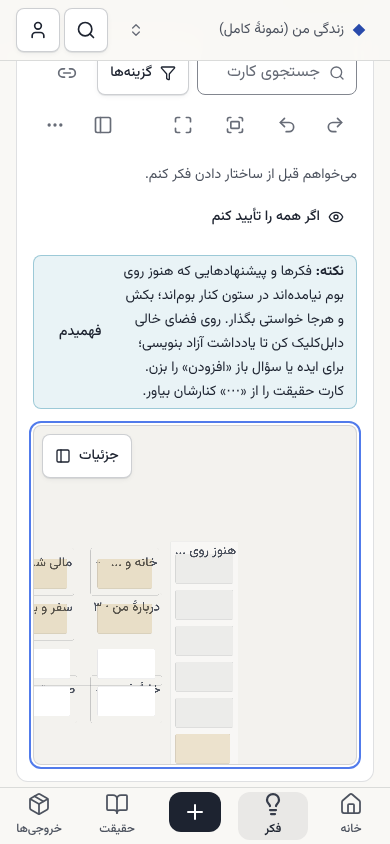 زندگی من (نمونهٔ کامل)
جستجوی کارت
گزینه‌ها
می‌خواهم قبل از ساختار دادن فکر کنم.
اگر همه را تأیید کنم
نکته: فکرها و پیشنهادهایی که هنوز روی
بوم نیامده‌اند در ستون کنار بوم‌اند؛ بکش
و هرجا خواستی بگذار. روی فضای خالی
دابل‌کلیک کن تا یادداشت آزاد بنویسی؛
برای ایده یا سؤال باز «افزودن» را بزن.
کارت حقیقت را از «···» کنارشان بیاور.
فهمیدم
جزئیات
هنوز روی ...
خانه و ...
مالی
دربارهٔ من · ۳
سفر و
خانه
فکر
حقیقت
خروجی‌ها